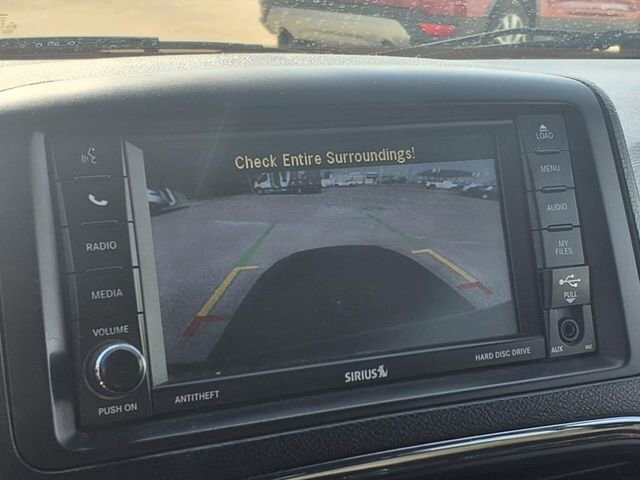 Check Entire Surroundings!
LOAD
MENU
AUDIO
MY
FILES
PULL
AUX
RADIO
MEDIA
VOLUME
PUSH ON
ANTITHEFT
SIRIUS
HARD DISC DRIVE